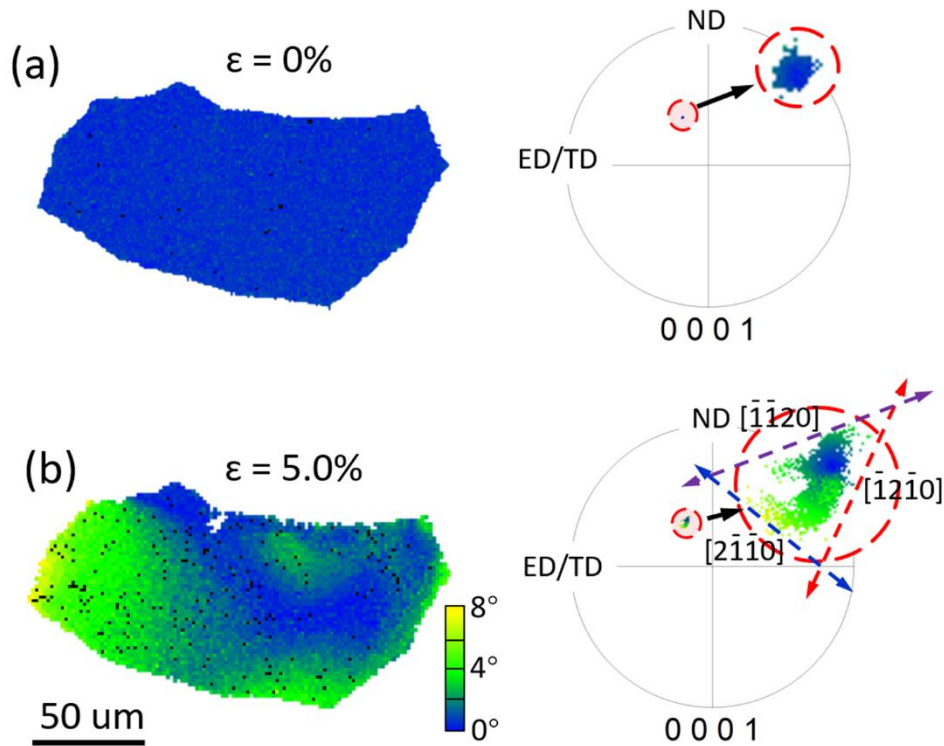 (a)
ε = 0%
ND
ED/TD
0 0 0 1
(b)
ε = 5.0%
8°
4°
0°
50 um
ND [1̄1̄20]
[1̄21̄0]
[21̄1̄0]
ED/TD
0 0 0 1